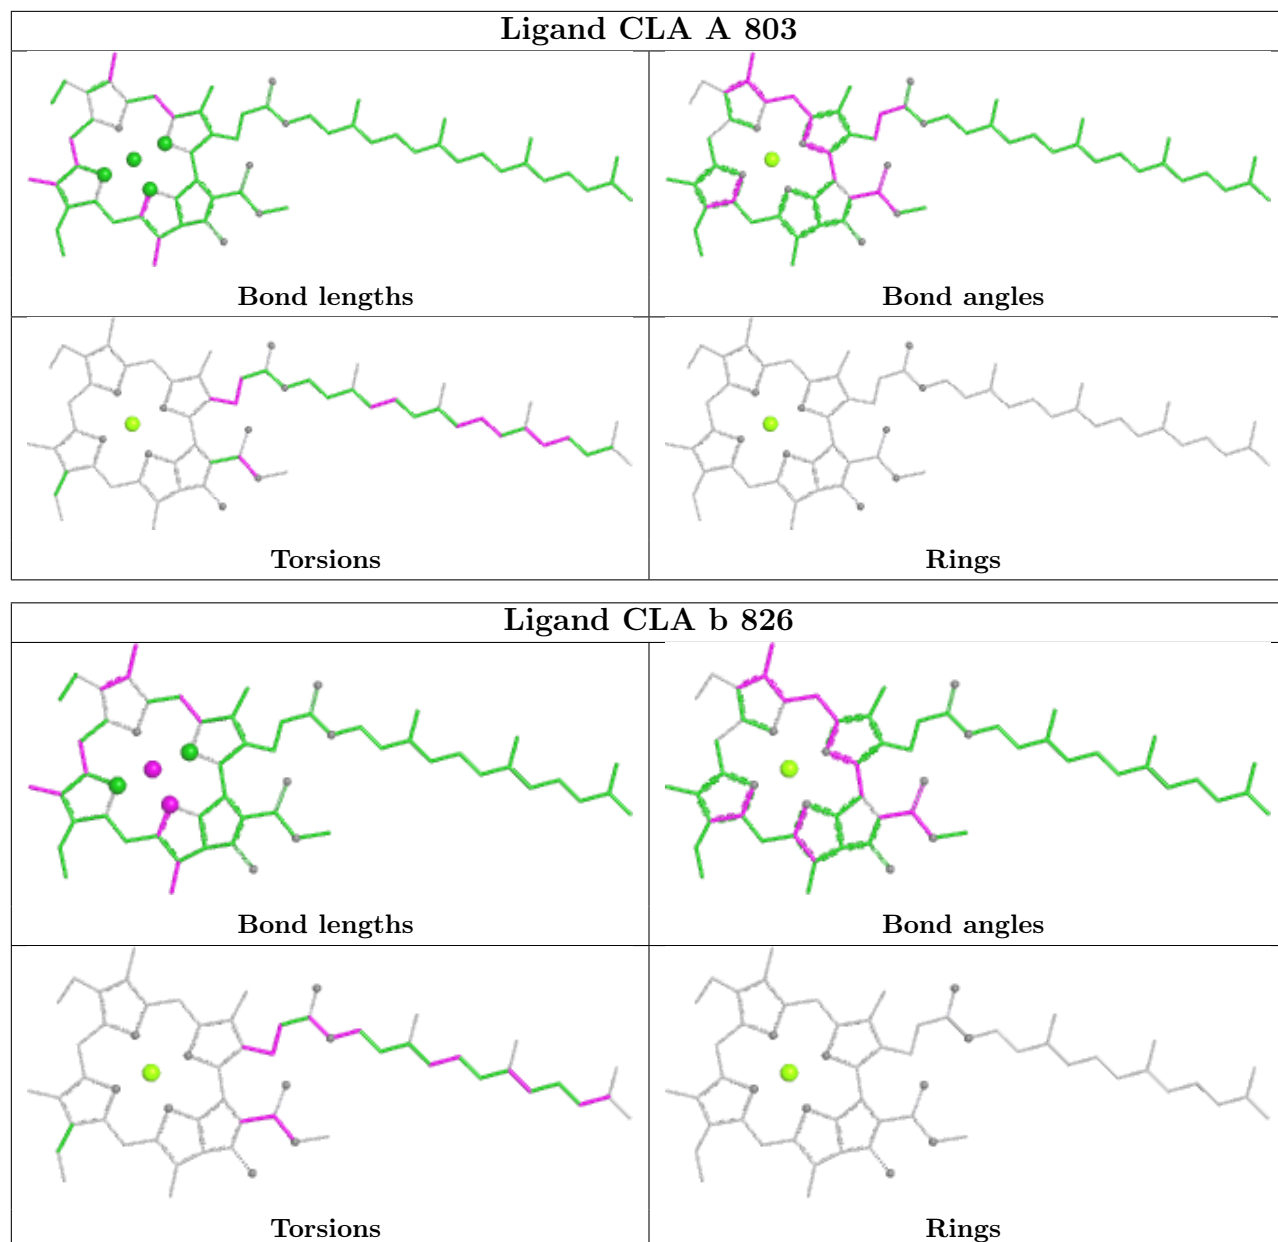 Ligand CLA A 803
Bond lengths
Bond angles
Torsions
Rings
Ligand CLA b 826
Bond lengths
Bond angles
Torsions
Rings